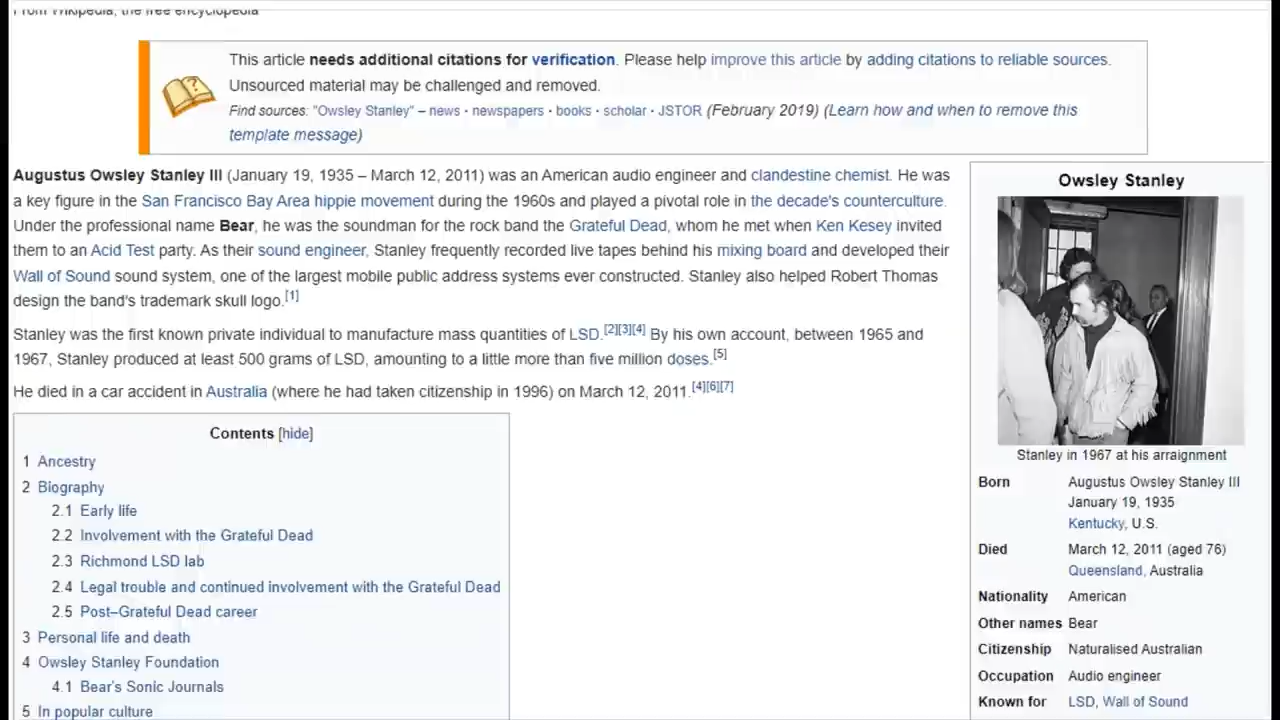 From Wikipedia, the free encyclopedia
This article needs additional citations for verification. Please help improve this article by adding citations to reliable sources.
Unsourced material may be challenged and removed.
Find sources: "Owsley Stanley" – news · newspapers · books · scholar · JSTOR (February 2019) (Learn how and when to remove this
template message)
Augustus Owsley Stanley III (January 19, 1935 – March 12, 2011) was an American audio engineer and clandestine chemist. He was
a key figure in the San Francisco Bay Area hippie movement during the 1960s and played a pivotal role in the decade's counterculture.
Under the professional name Bear, he was the soundman for the rock band the Grateful Dead, whom he met when Ken Kesey invited
them to an Acid Test party. As their sound engineer, Stanley frequently recorded live tapes behind his mixing board and developed their
Wall of Sound sound system, one of the largest mobile public address systems ever constructed. Stanley also helped Robert Thomas
design the band's trademark skull logo.[1]
Stanley was the first known private individual to manufacture mass quantities of LSD.[2][3][4] By his own account, between 1965 and
1967, Stanley produced at least 500 grams of LSD, amounting to a little more than five million doses.[5]
He died in a car accident in Australia (where he had taken citizenship in 1996) on March 12, 2011.[4][6][7]
Contents [hide]
1 Ancestry
2 Biography
2.1 Early life
2.2 Involvement with the Grateful Dead
2.3 Richmond LSD lab
2.4 Legal trouble and continued involvement with the Grateful Dead
2.5 Post–Grateful Dead career
3 Personal life and death
4 Owsley Stanley Foundation
4.1 Bear's Sonic Journals
5 In popular culture
Owsley Stanley
Stanley in 1967 at his arraignment
Born Augustus Owsley Stanley III
January 19, 1935
Kentucky, U.S.
Died March 12, 2011 (aged 76)
Queensland, Australia
Nationality American
Other names Bear
Citizenship Naturalised Australian
Occupation Audio engineer
Known for LSD, Wall of Sound